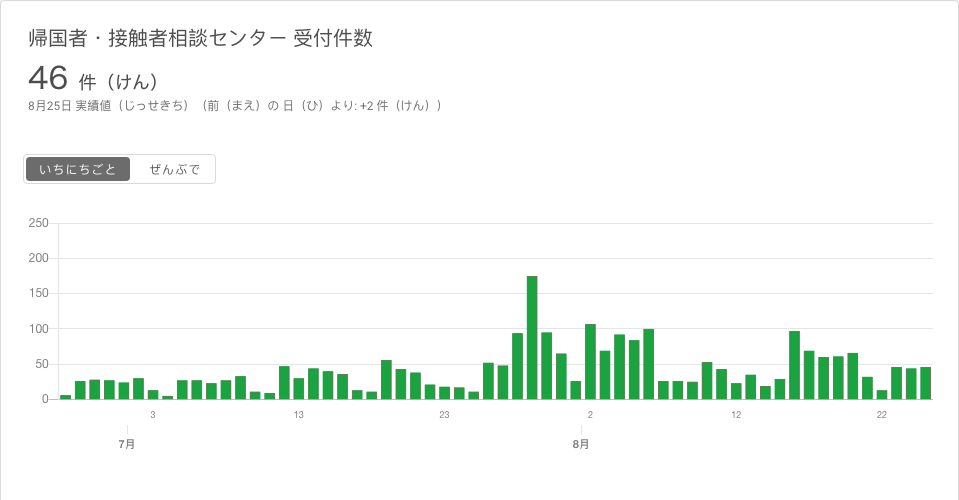 帰国者・接触者相談センター 受付件数
46 件（けん）
8月25日 実績値（じっせきち）（前（まえ）の 日（ひ）より: +2 件（けん））
いちにちごと ぜんぶで
250
200
150
100
50
0
3 13 23 2 12 22
7月 8月